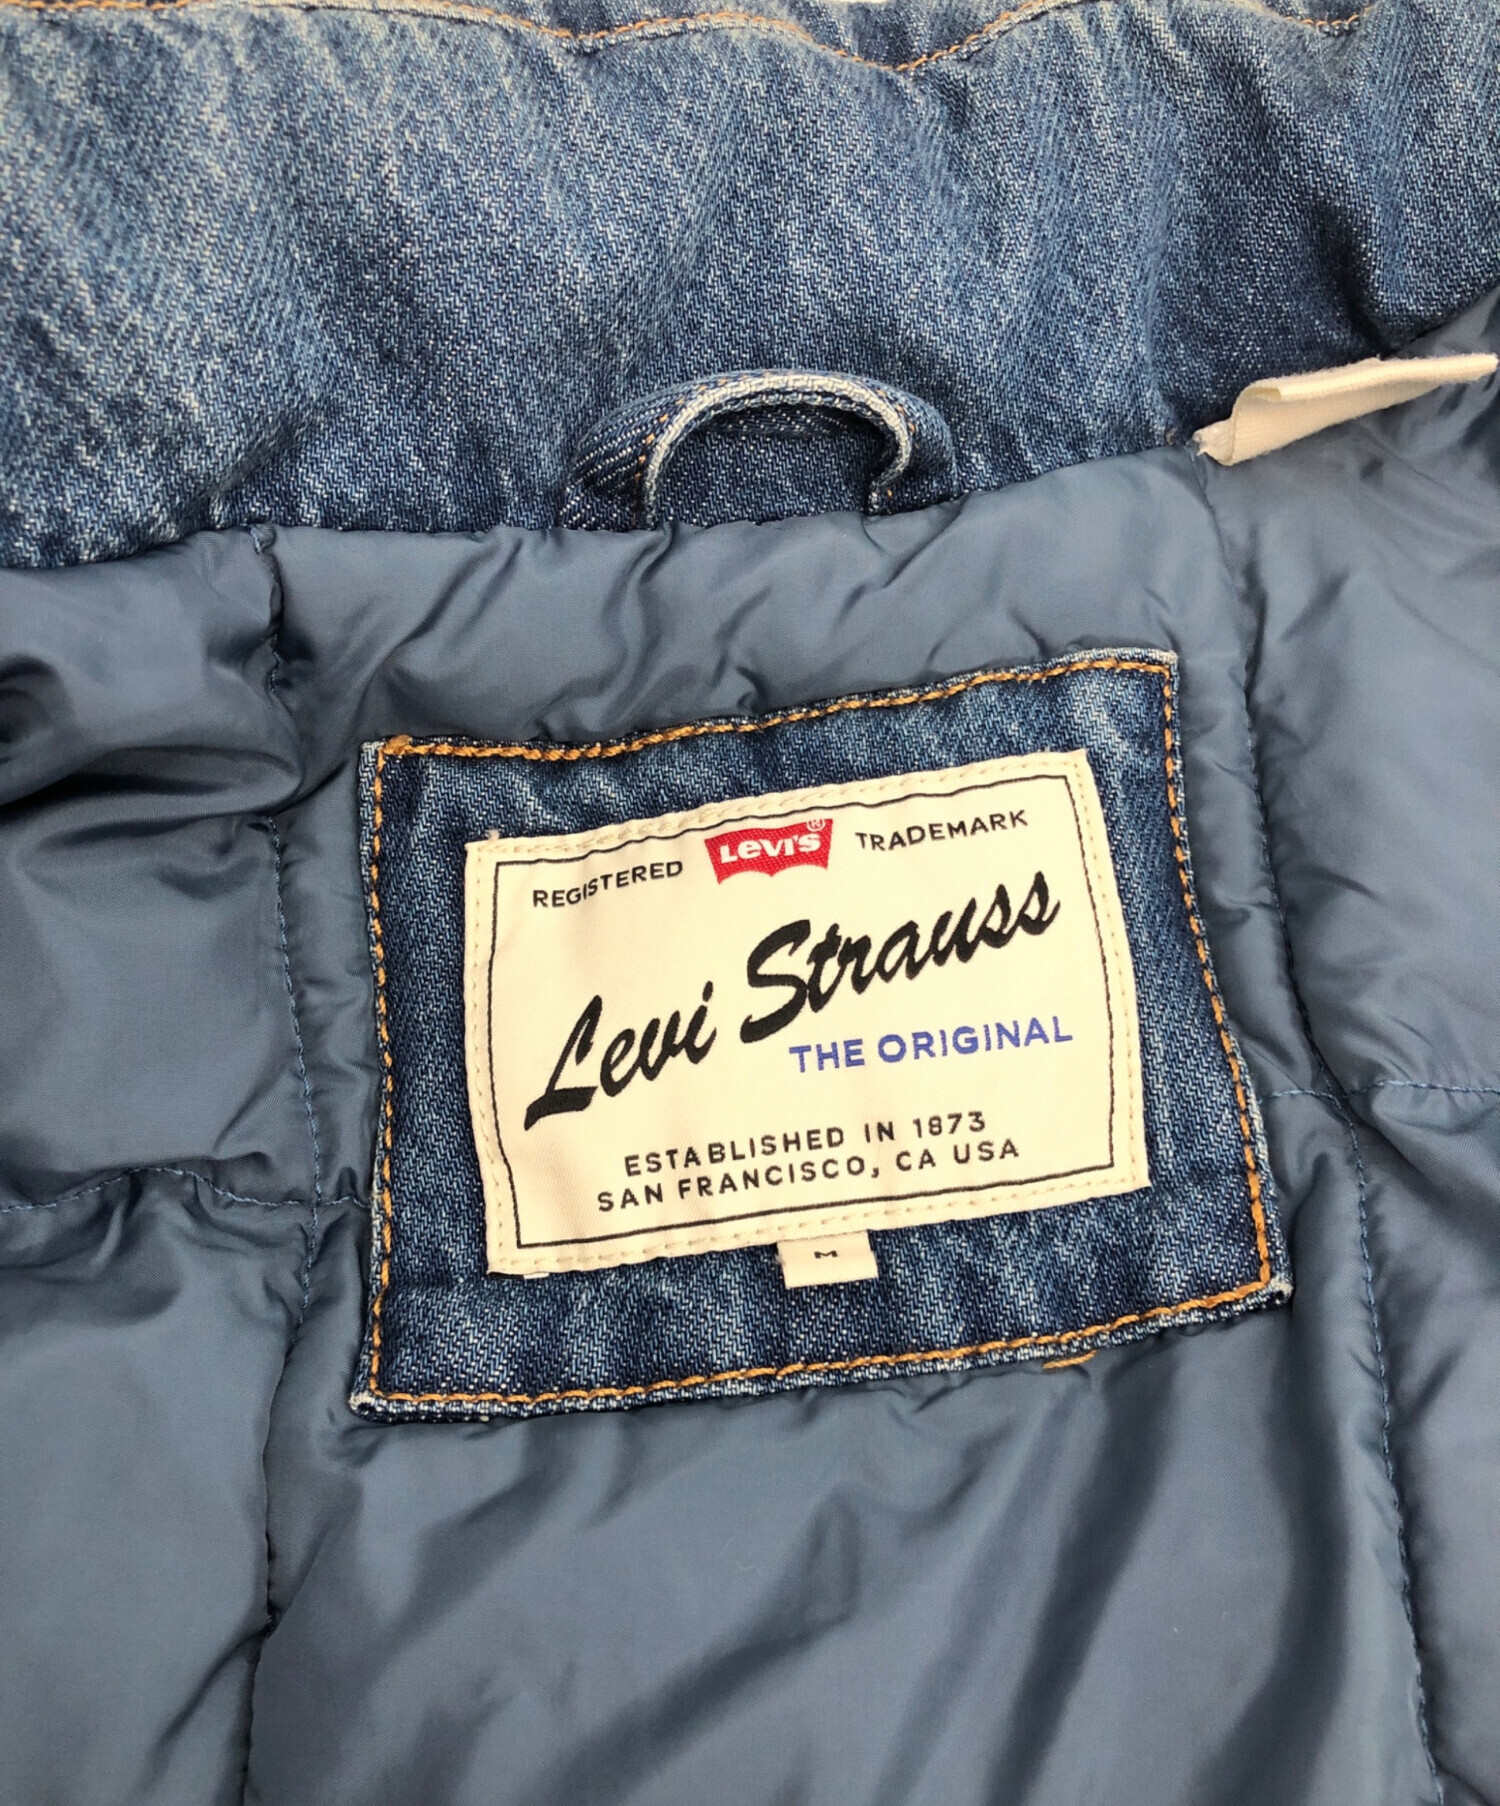 REGISTERED LEVI'S® TRADEMARK
Levi Strauss
THE ORIGINAL
ESTABLISHED IN 1873
SAN FRANCISCO, CA USA
M